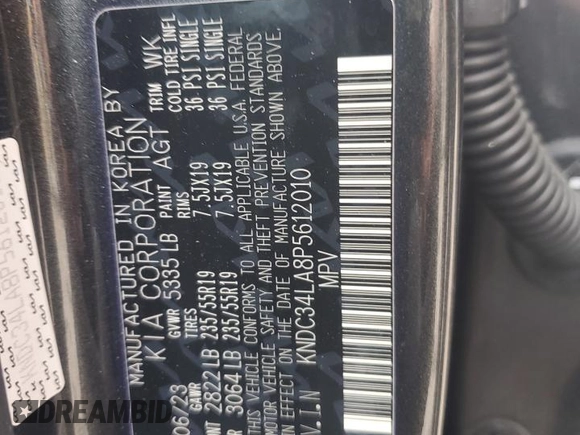 MANUFACTURED IN KOREA BY
KIA CORPORATION
06/23 GVWR 5335 LB PAINT AGT TRIM WK
GAWR TIRES RIMS COLD TIRE INFL
2822 LB 235/55R19 7.5JX19 36 PSI SINGLE
3064 LB 235/55R19 7.5JX19 36 PSI SINGLE
THIS VEHICLE CONFORMS TO ALL APPLICABLE U.S.A. FEDERAL
MOTOR VEHICLE SAFETY AND THEFT PREVENTION STANDARDS
IN EFFECT ON THE DATE OF MANUFACTURE SHOWN ABOVE.
V.I.N KNDC34LA8P5612010
MPV
DREAMBID